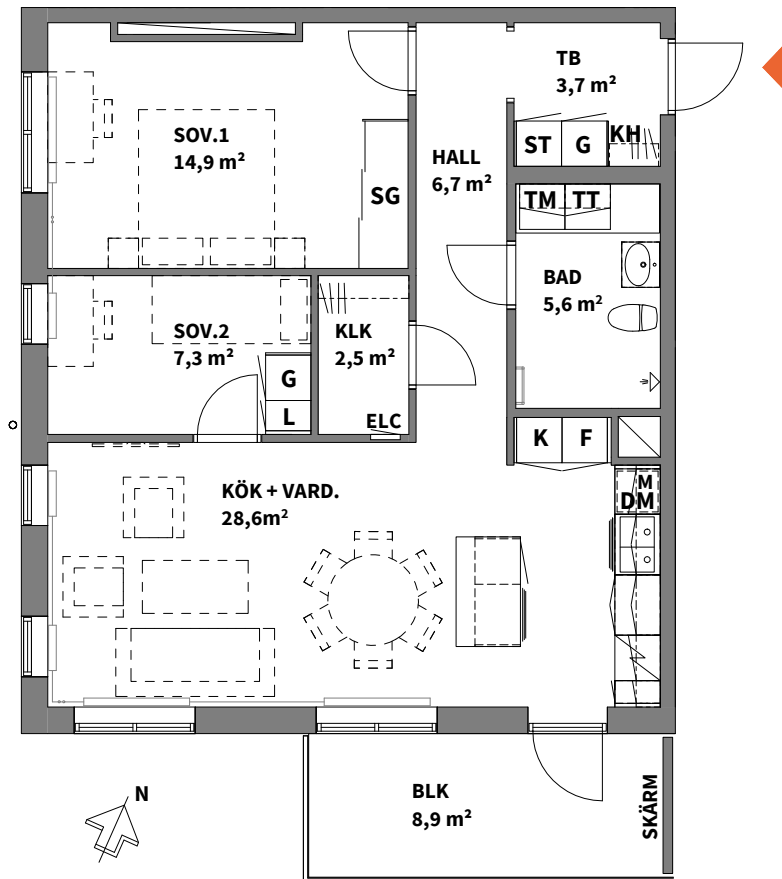 TB
3,7 m²
ST
G
KH
SOV.1
14,9 m²
HALL
6,7 m²
SG
TM
TT
BAD
5,6 m²
SOV.2
7,3 m²
KLK
2,5 m²
G
L
ELC
K
F
KÖK + VARD.
28,6m²
M
DM
BLK
8,9 m²
SKÄRM
N